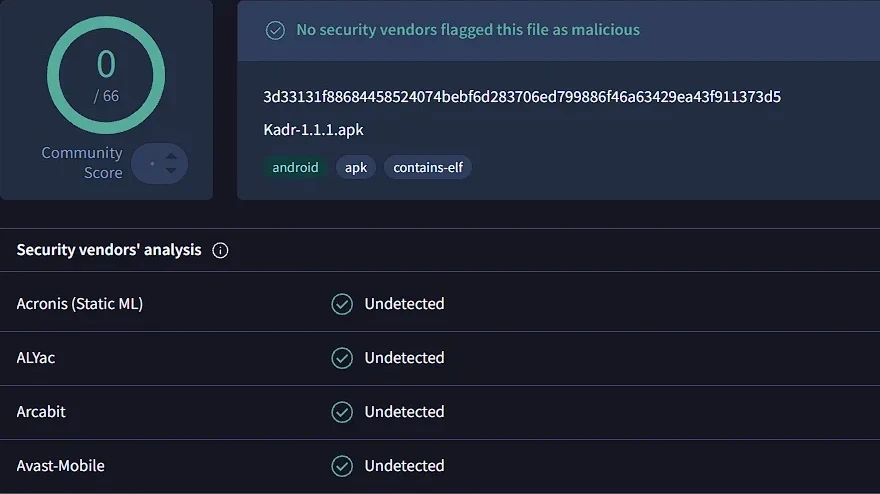 0
/ 66
Community
Score
No security vendors flagged this file as malicious
3d33131f88684458524074bebf6d283706ed799886f46a63429ea43f911373d5
Kadr-1.1.1.apk
android apk contains-elf
Security vendors' analysis
Acronis (Static ML) Undetected
ALYac Undetected
Arcabit Undetected
Avast-Mobile Undetected